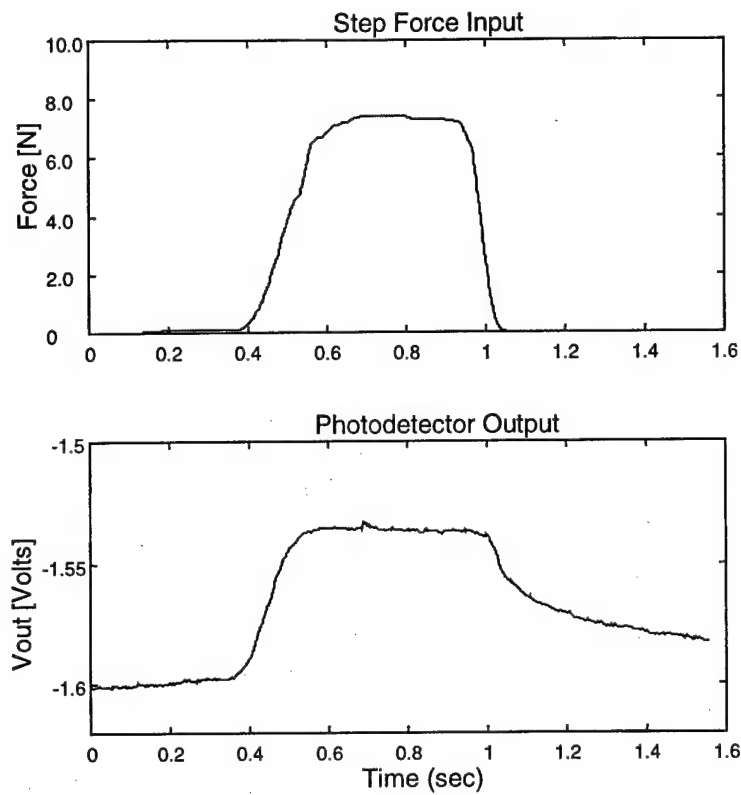 Step Force Input
10.0
8.0
6.0
4.0
2.0
0
Force [N]
0 0.2 0.4 0.6 0.8 1 1.2 1.4 1.6
Photodetector Output
-1.5
-1.55
-1.6
Vout [Volts]
0 0.2 0.4 0.6 0.8 1 1.2 1.4 1.6
Time (sec)